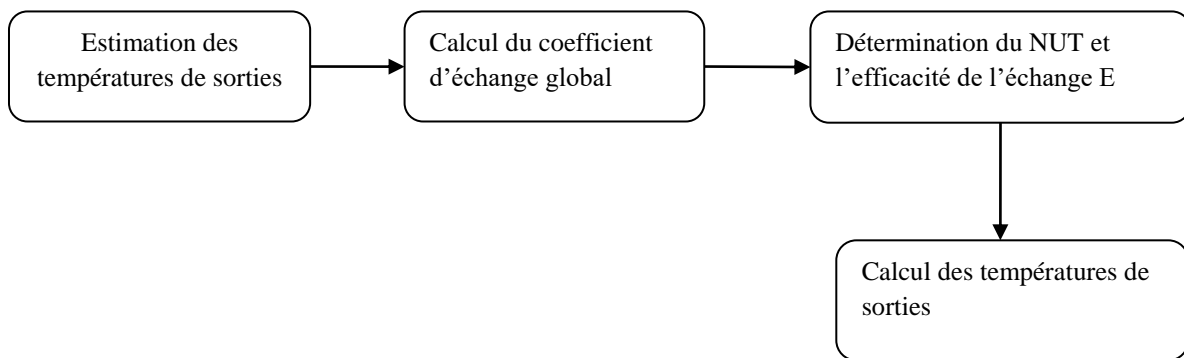 Estimation des
températures de sorties
Calcul du coefficient
d’échange global
Détermination du NUT et
l’efficacité de l’échange E
Calcul des températures de
sorties